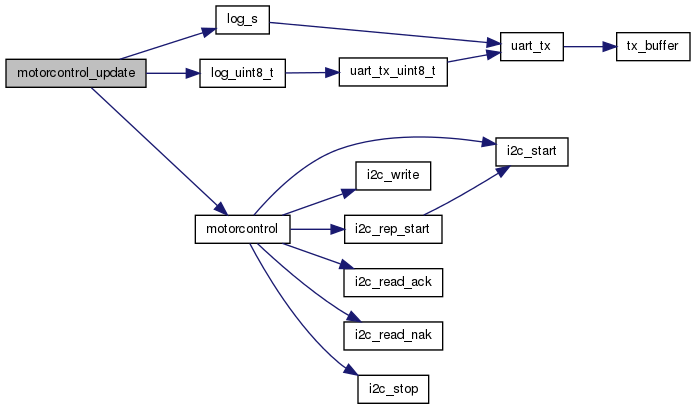 log_s
motorcontrol_update
log_uint8_t
uart_tx_uint8_t
uart_tx
tx_buffer
motorcontrol
i2c_start
i2c_write
i2c_rep_start
i2c_read_ack
i2c_read_nak
i2c_stop